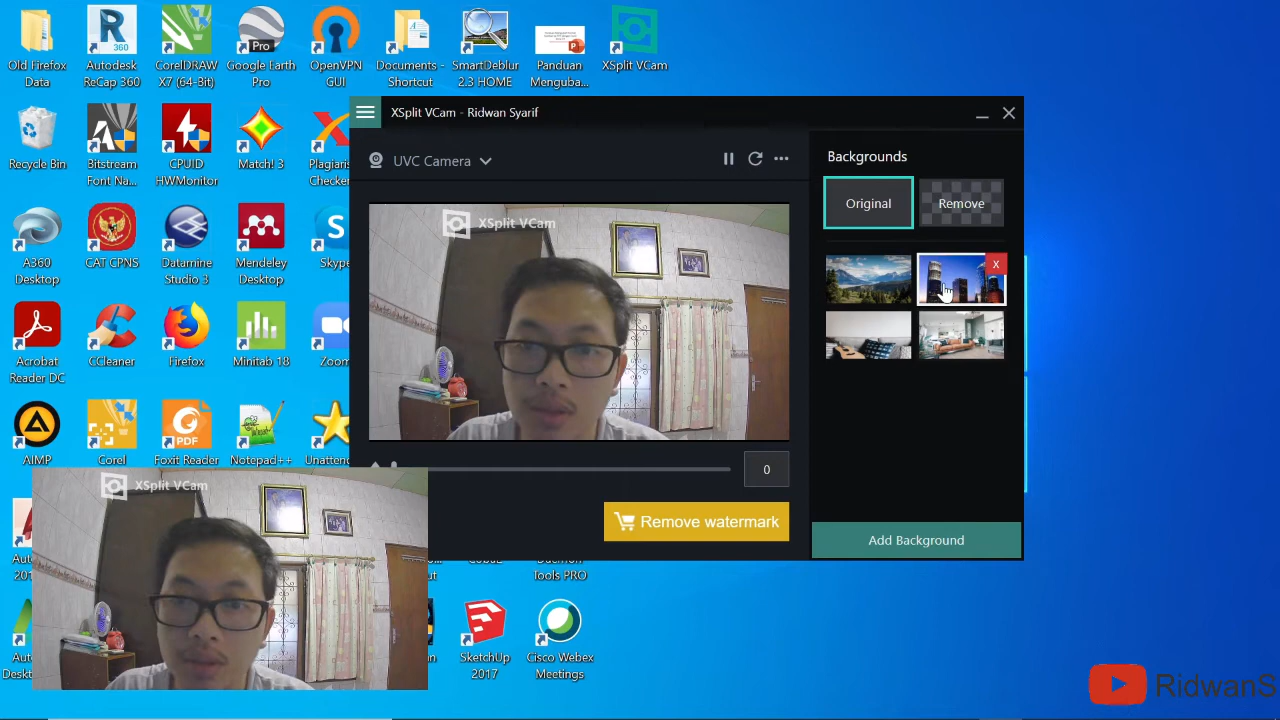 Old Firefox
Data
Autodesk
ReCap 360
CorelDRAW
X7 (64-Bit)
Google Earth
Pro
OpenVPN
GUI
Documents -
Shortcut
SmartDeblur
2.3 HOME
Panduan
Menguba...
XSplit VCam
Recycle Bin
Bitstream
Font Na...
CPUID
HWMonitor
Match! 3
Plagiaris
Checker
A360
Desktop
CAT CPNS
Datamine
Studio 3
Mendeley
Desktop
Skype
Acrobat
Reader DC
CCleaner
Firefox
Minitab 18
Zoom
AIMP
Corel
Foxit Reader
Notepad++
Unatten
XSplit VCam - Ridwan Syarif
UVC Camera
XSplit VCam
0
Remove watermark
Backgrounds
Original
Remove
X
Add Background
XSplit VCam
Tools PRO
SketchUp
2017
Cisco Webex
Meetings
RidwanS